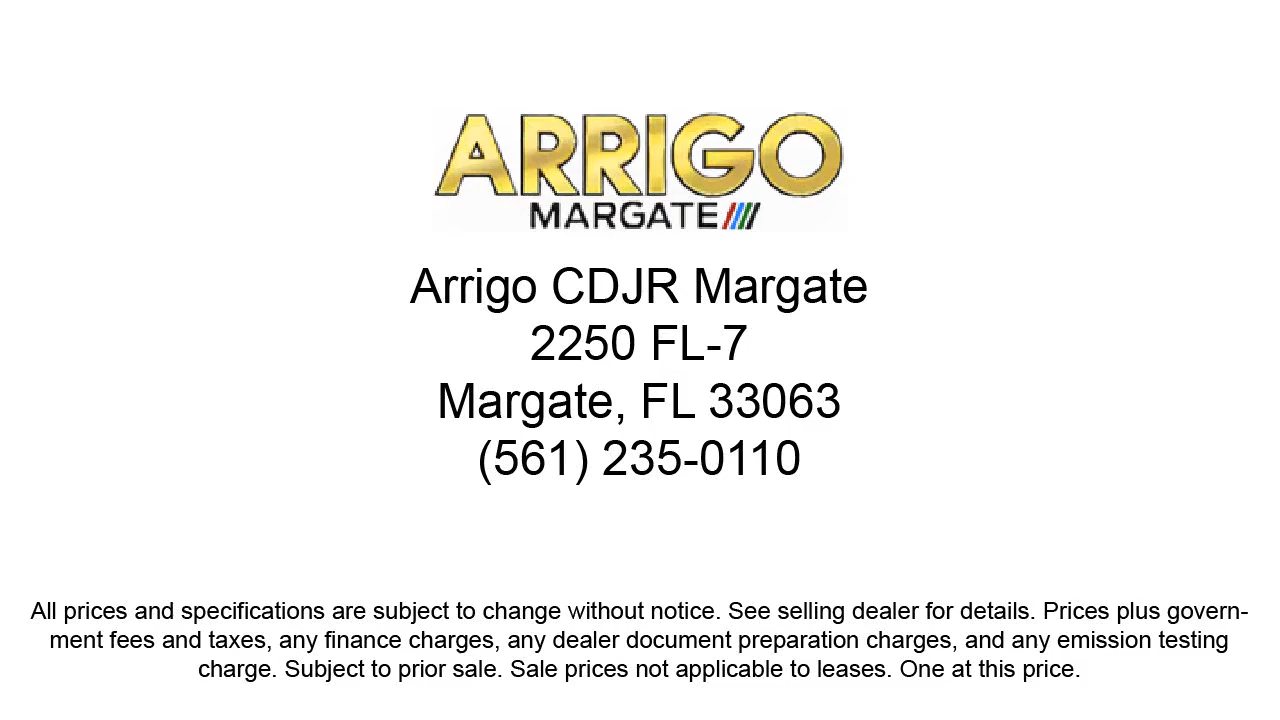 ARRIGO
MARGATE
Arrigo CDJR Margate
2250 FL-7
Margate, FL 33063
(561) 235-0110
All prices and specifications are subject to change without notice. See selling dealer for details. Prices plus govern-
ment fees and taxes, any finance charges, any dealer document preparation charges, and any emission testing
charge. Subject to prior sale. Sale prices not applicable to leases. One at this price.